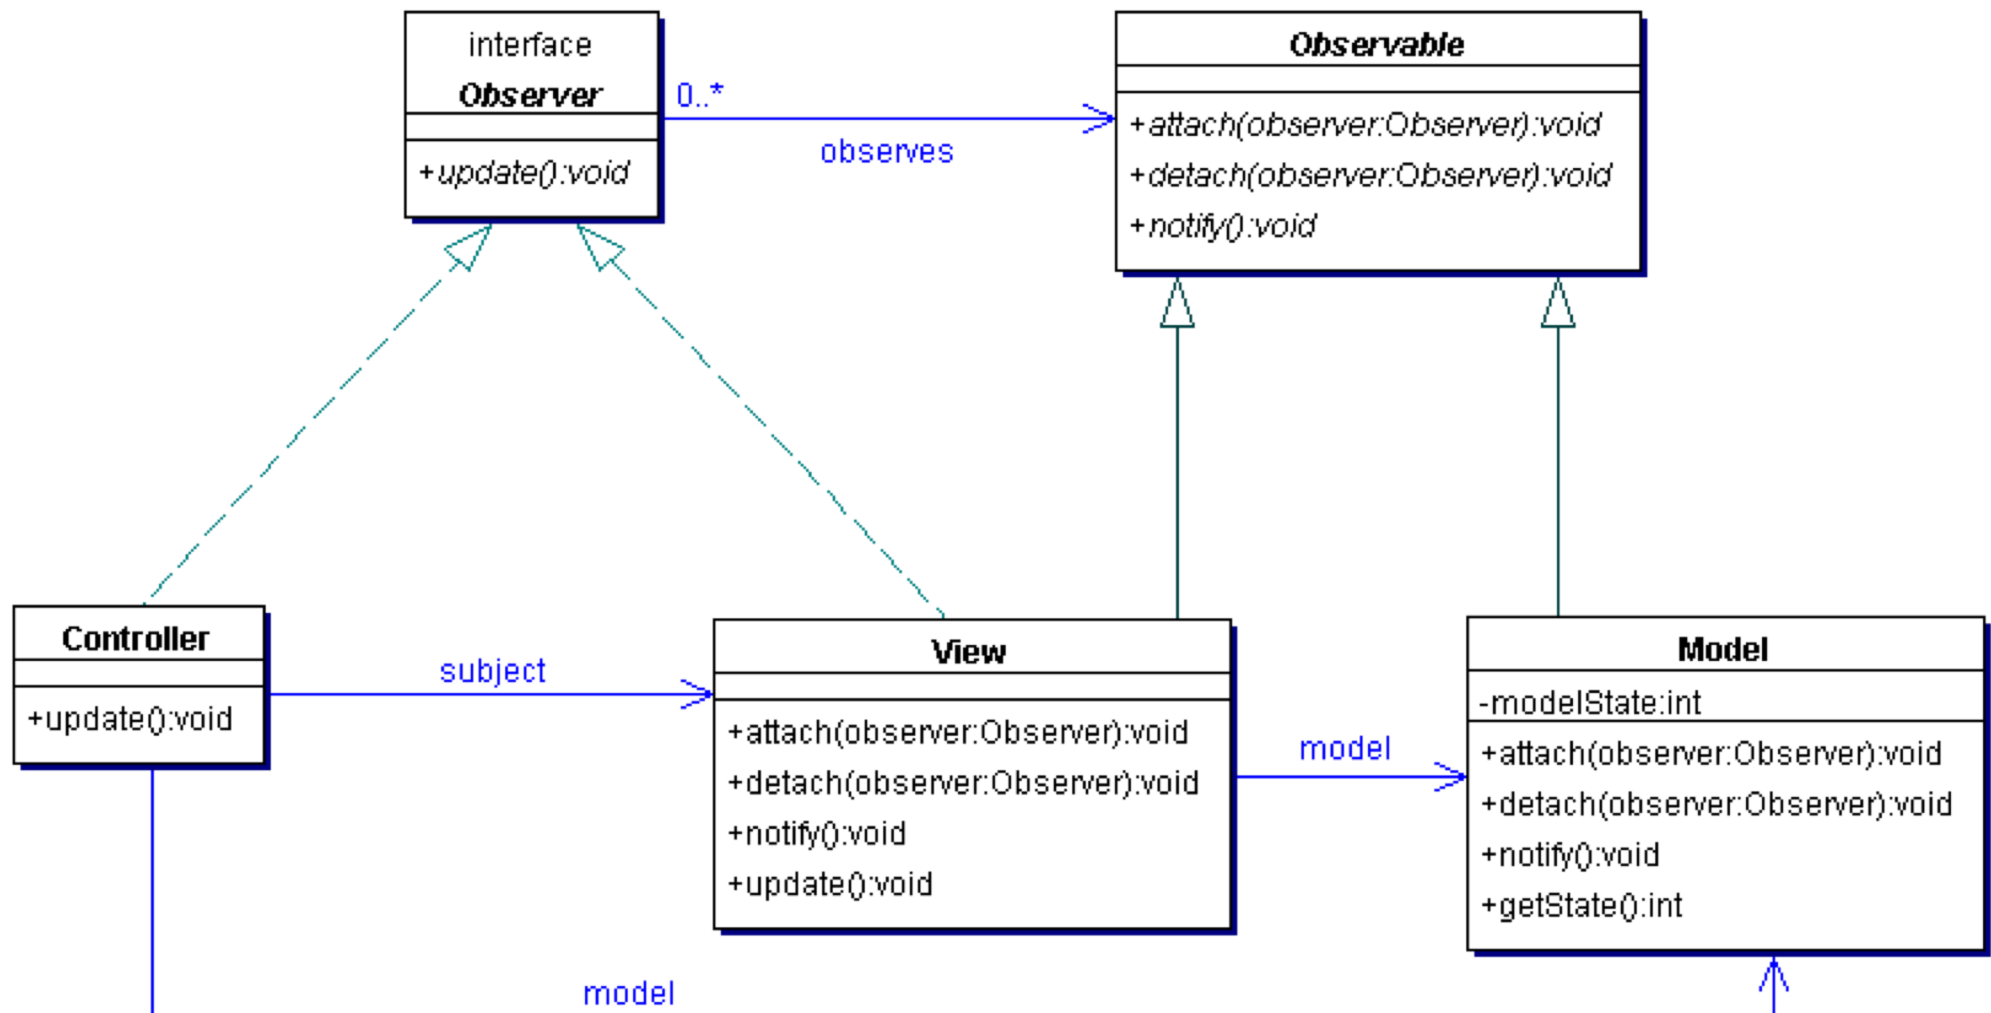 interface
Observer
+update():void
0..*
observes
Observable
+attach(observer:Observer):void
+detach(observer:Observer):void
+notify():void
Controller
+update():void
subject
View
+attach(observer:Observer):void
+detach(observer:Observer):void
+notify():void
+update():void
model
Model
-modelState:int
+attach(observer:Observer):void
+detach(observer:Observer):void
+notify():void
+getState():int
model